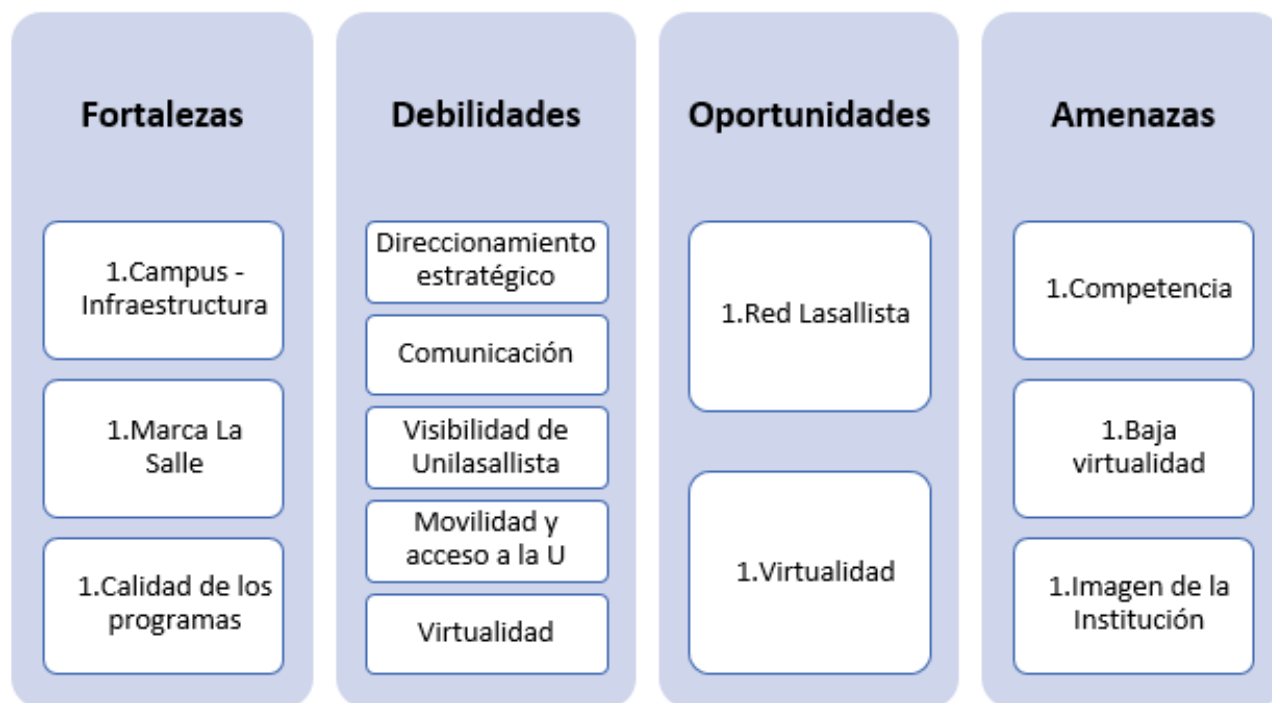 Fortalezas
1.Campus -
Infraestructura
1.Marca La
Salle
1.Calidad de los
programas
Debilidades
Direccionamiento
estratégico
Comunicación
Visibilidad de
Unilasallista
Movilidad y
acceso a la U
Virtualidad
Oportunidades
1.Red Lasallista
1.Virtualidad
Amenazas
1.Competencia
1.Baja
virtualidad
1.Imagen de la
Institución